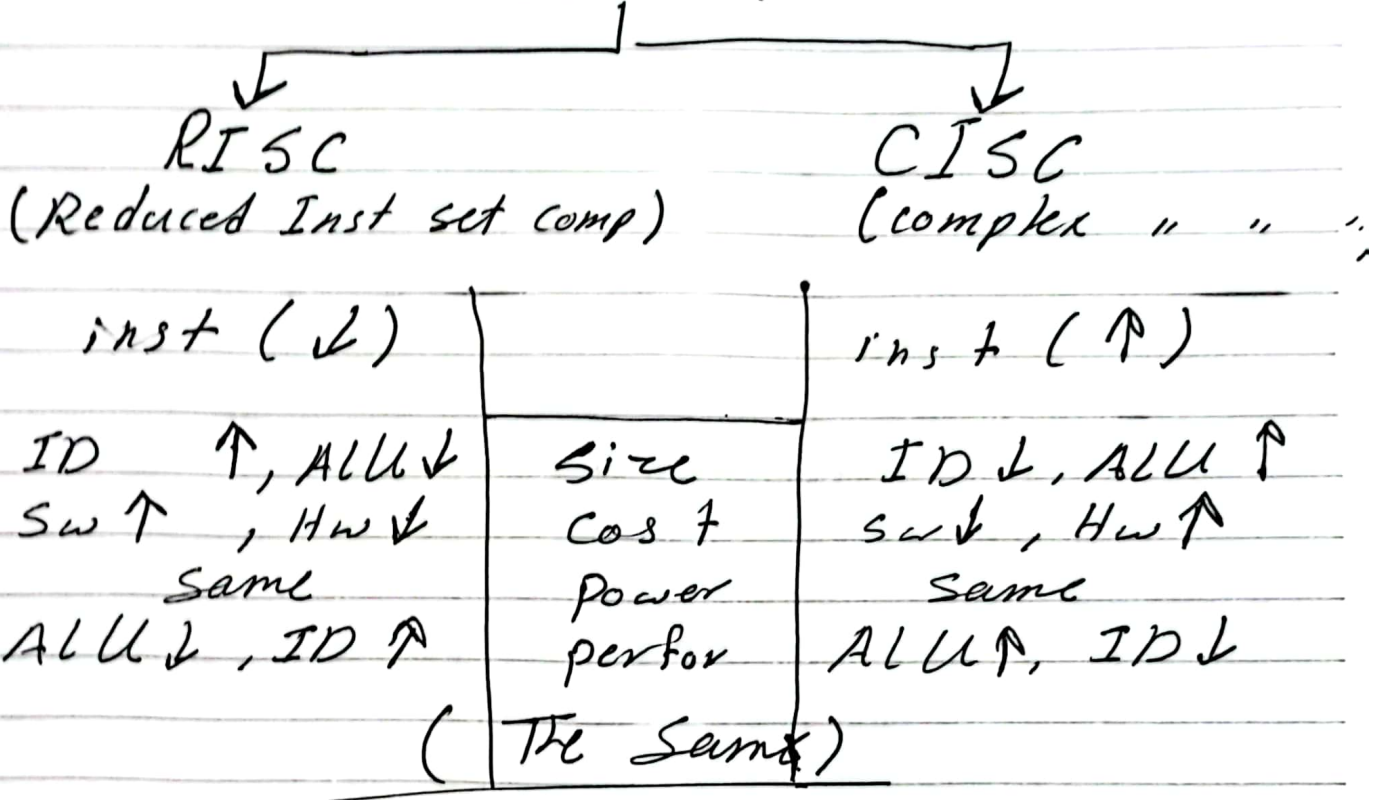 RISC CISC
(Reduced Inst set comp) (complex " " "
inst (↓) inst (↑)
ID ↑, ALU ↓ Size ID ↓, ALU ↑
Sw ↑, Hw ↓ Cost Sw ↓, Hw ↑
Same Power Same
ALU ↓, ID ↑ perfor ALU ↑, ID ↓
(The Same)